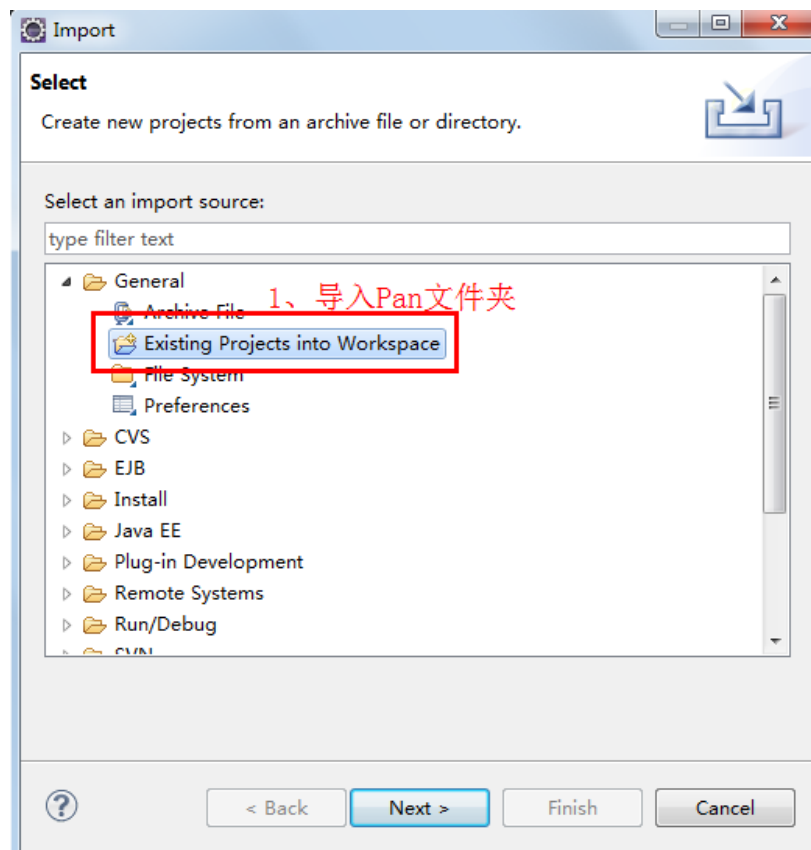 Import
Select
Create new projects from an archive file or directory.
Select an import source:
type filter text
General
1、导入Pan文件夹
Archive File
Existing Projects into Workspace
File System
Preferences
CVS
EJB
Install
Java EE
Plug-in Development
Remote Systems
Run/Debug
SVN
< Back Next > Finish Cancel